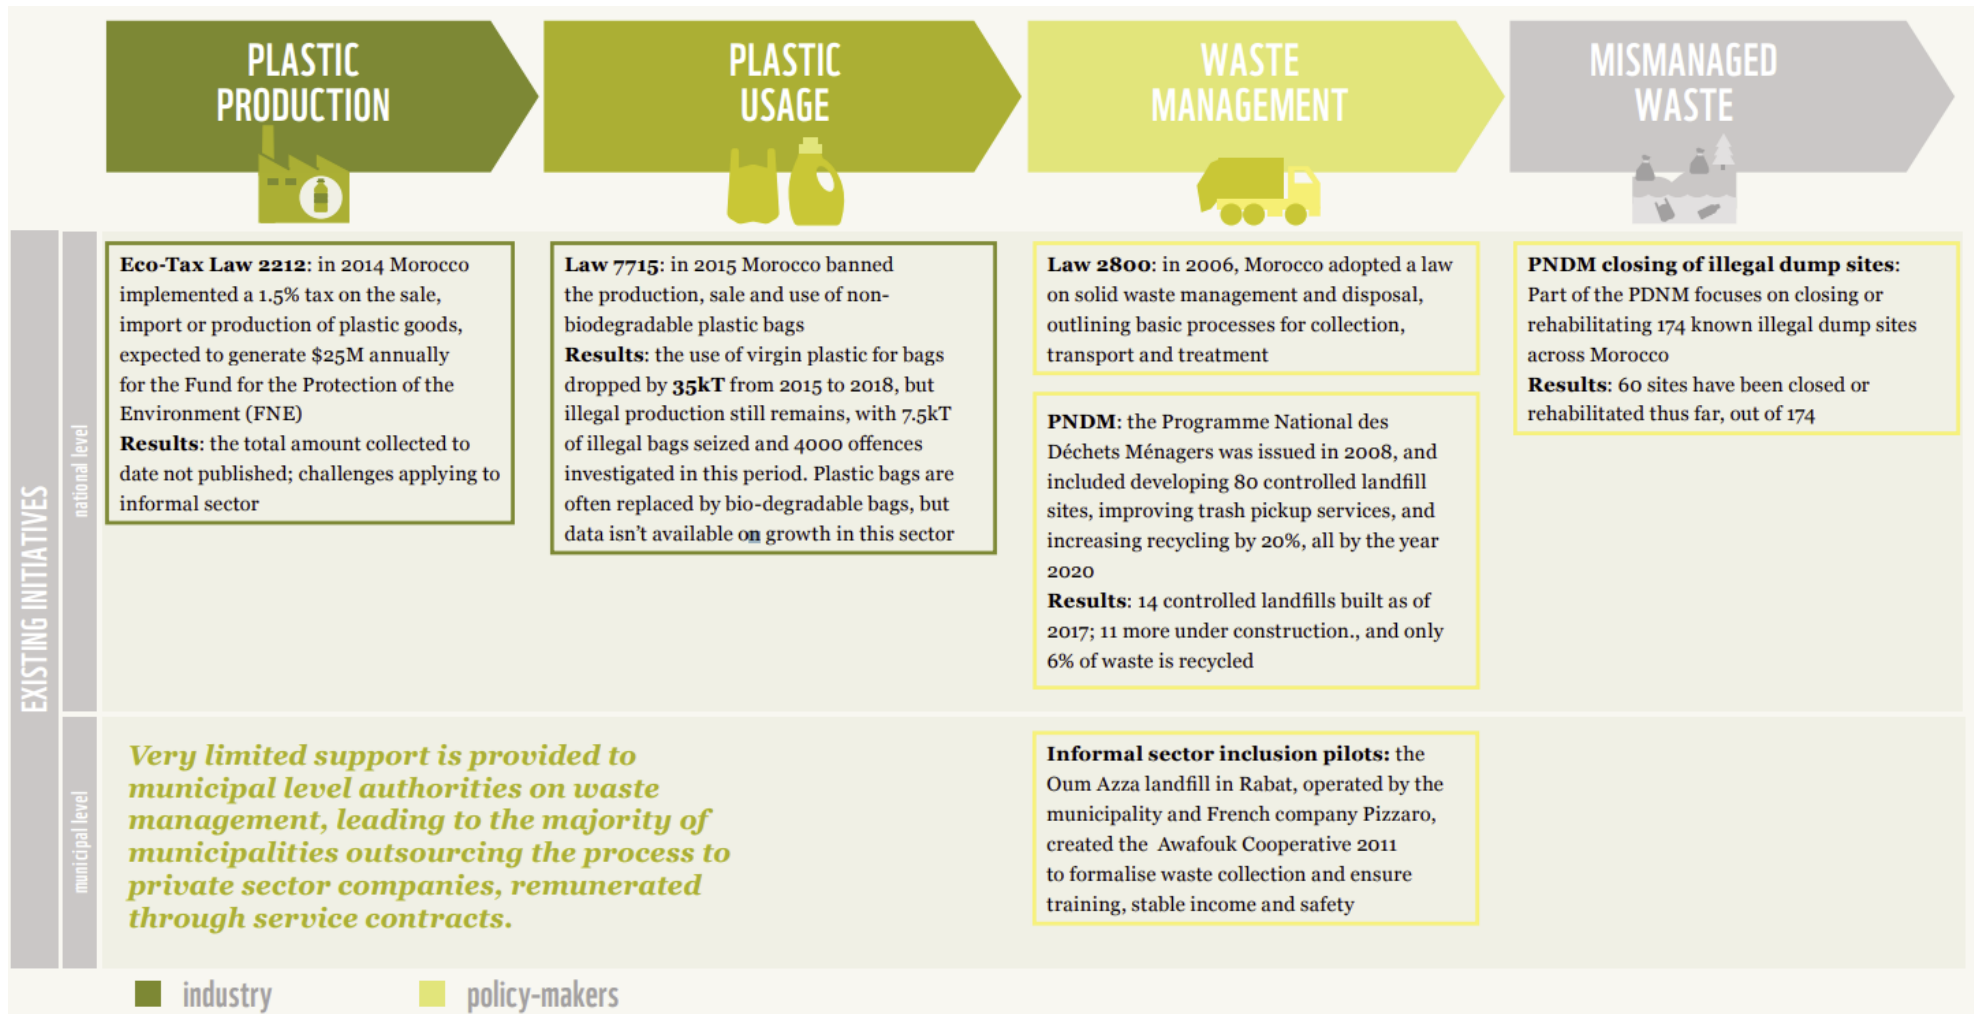 PLASTIC
PRODUCTION
PLASTIC
USAGE
WASTE
MANAGEMENT
MISMANAGED
WASTE
EXISTING INITIATIVES
national level
Eco-Tax Law 2212: in 2014 Morocco
implemented a 1.5% tax on the sale,
import or production of plastic goods,
expected to generate $25M annually
for the Fund for the Protection of the
Environment (FNE)
Results: the total amount collected to
date not published; challenges applying to
informal sector
Law 7715: in 2015 Morocco banned
the production, sale and use of non-
biodegradable plastic bags
Results: the use of virgin plastic for bags
dropped by 35kT from 2015 to 2018, but
illegal production still remains, with 7.5kT
of illegal bags seized and 4000 offences
investigated in this period. Plastic bags are
often replaced by bio-degradable bags, but
data isn't available on growth in this sector
Law 2800: in 2006, Morocco adopted a law
on solid waste management and disposal,
outlining basic processes for collection,
transport and treatment
PNDM: the Programme National des
Déchets Ménagers was issued in 2008, and
included developing 80 controlled landfill
sites, improving trash pickup services, and
increasing recycling by 20%, all by the year
2020
Results: 14 controlled landfills built as of
2017; 11 more under construction., and only
6% of waste is recycled
PNDM closing of illegal dump sites:
Part of the PDNM focuses on closing or
rehabilitating 174 known illegal dump sites
across Morocco
Results: 60 sites have been closed or
rehabilitated thus far, out of 174
municipal level
Very limited support is provided to
municipal level authorities on waste
management, leading to the majority of
municipalities outsourcing the process to
private sector companies, remunerated
through service contracts.
Informal sector inclusion pilots: the
Oum Azza landfill in Rabat, operated by the
municipality and French company Pizzaro,
created the Awafouk Cooperative 2011
to formalise waste collection and ensure
training, stable income and safety
industry
policy-makers